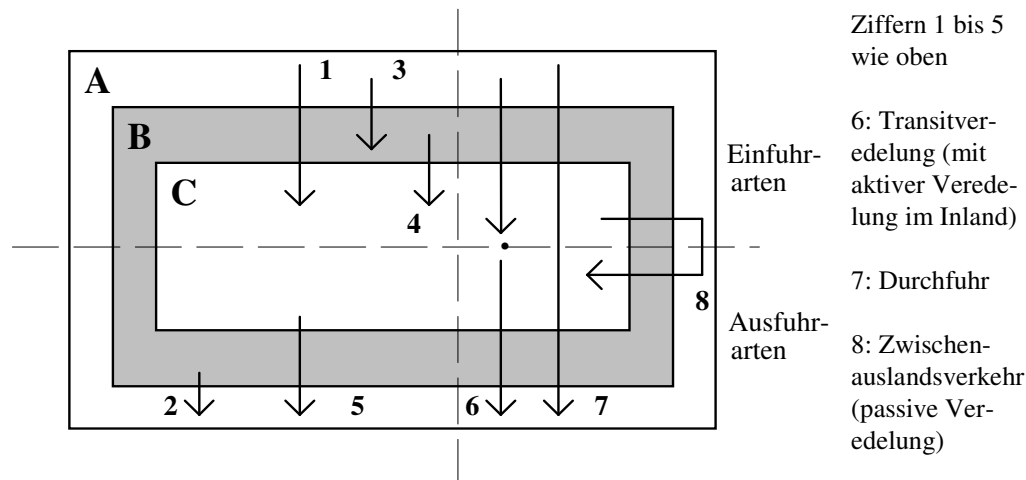 A
B
C
1
3
4
8
2
5
6
7
Einfuhr-
arten
Ausfuhr-
arten
Ziffern 1 bis 5
wie oben
6: Transitver-
edelung (mit
aktiver Verede-
lung im Inland)
7: Durchfuhr
8: Zwischen-
auslandsverkehr
(passive Ver-
edelung)